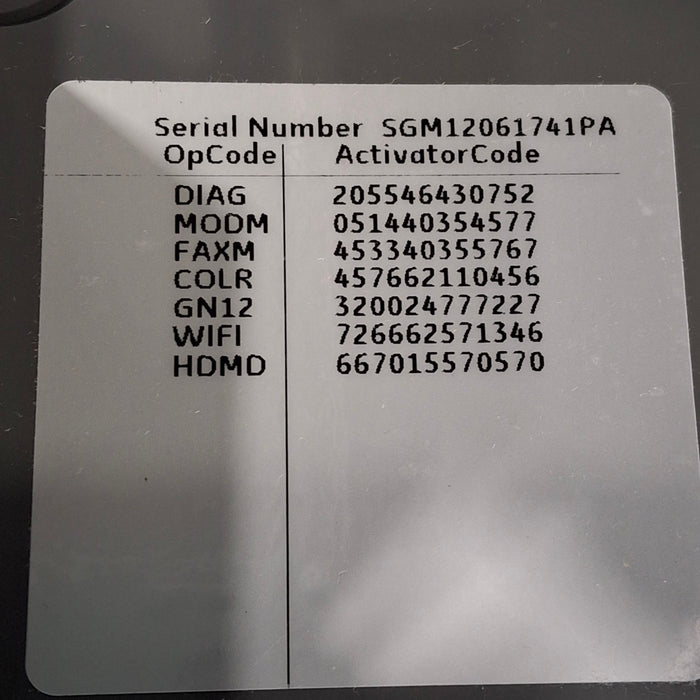 Serial Number SGM12061741PA
OpCode ActivatorCode
DIAG 205546430752
MODM 051440354577
FAXM 453340355767
COLR 457662110456
GN12 320024777227
WIFI 726662571346
HDMD 667015570570